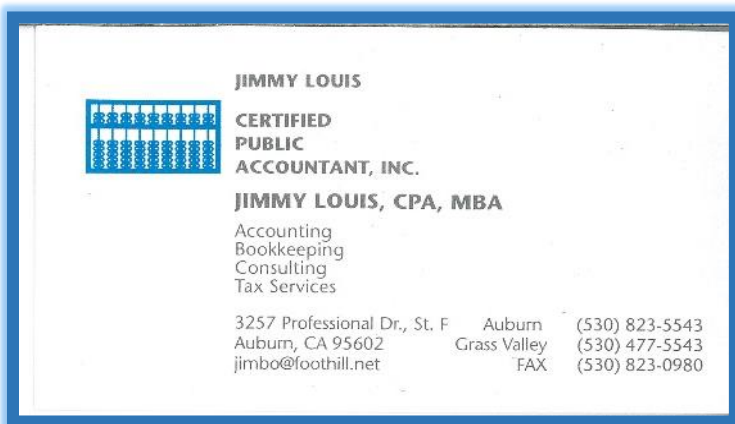 JIMMY LOUIS
CERTIFIED
PUBLIC
ACCOUNTANT, INC.
JIMMY LOUIS, CPA, MBA
Accounting
Bookkeeping
Consulting
Tax Services
3257 Professional Dr., St. F Auburn (530) 823-5543
Auburn, CA 95602 Grass Valley (530) 477-5543
jimbo@foothill.net FAX (530) 823-0980